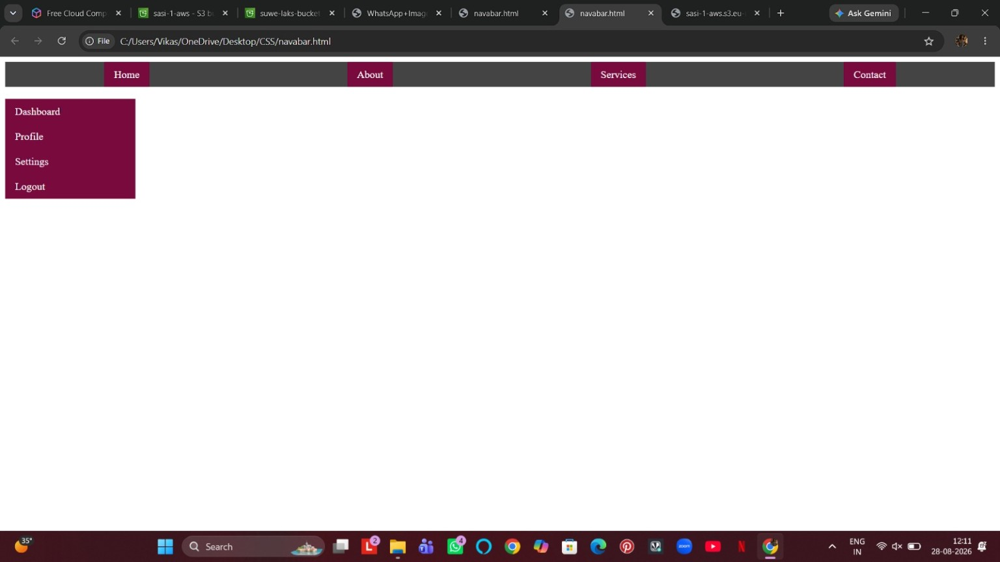 Free Cloud Comp
sasi-1-aws - S3 bu
suwe-laks-bucket
WhatsApp+Imag
navabar.html
navabar.html
sasi-1-aws.s3.eu-
Ask Gemini
File
C:/Users/Vikas/OneDrive/Desktop/CSS/navabar.html
Home
About
Services
Contact
Dashboard
Profile
Settings
Logout
35°
Search
2
4
zoom
ENG
IN
12:11
28-08-2026